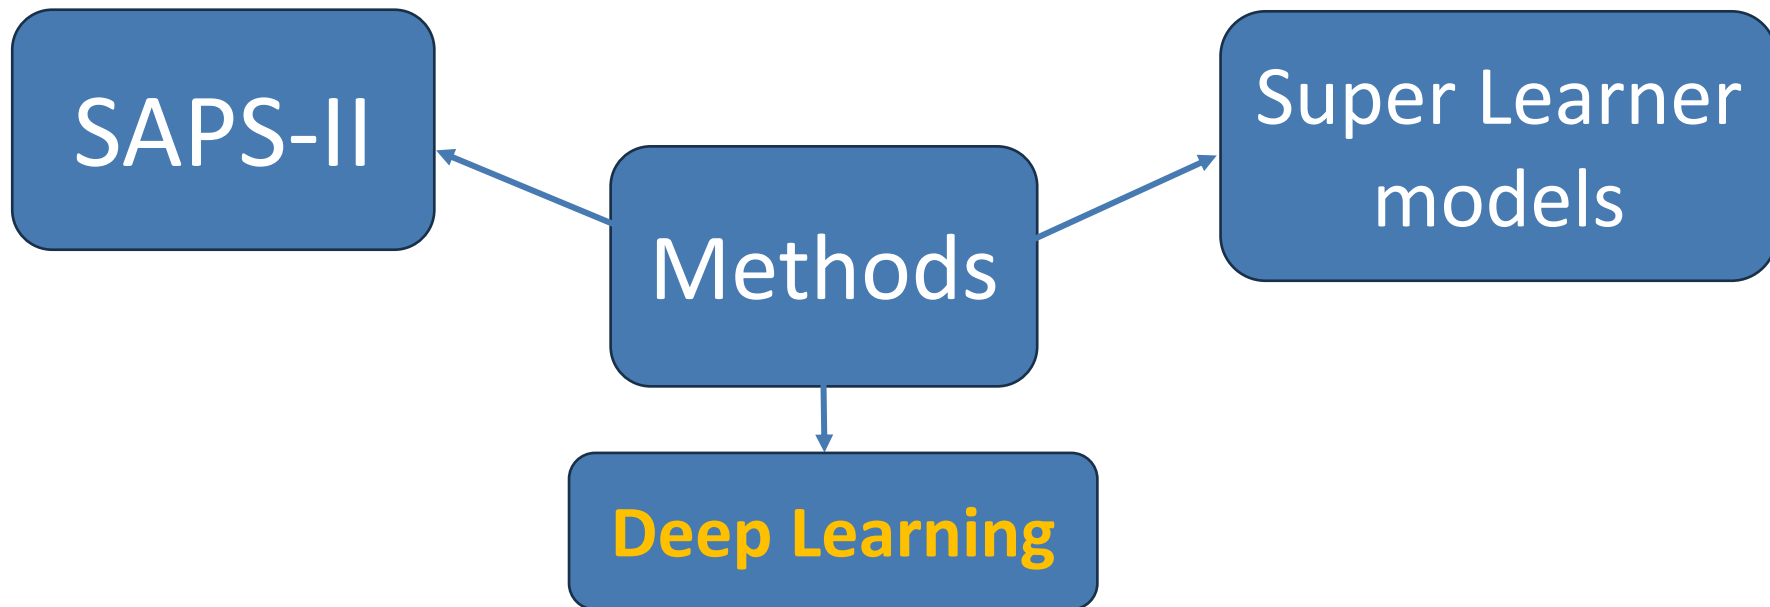 SAPS-II
Super Learner
models
Methods
Deep Learning